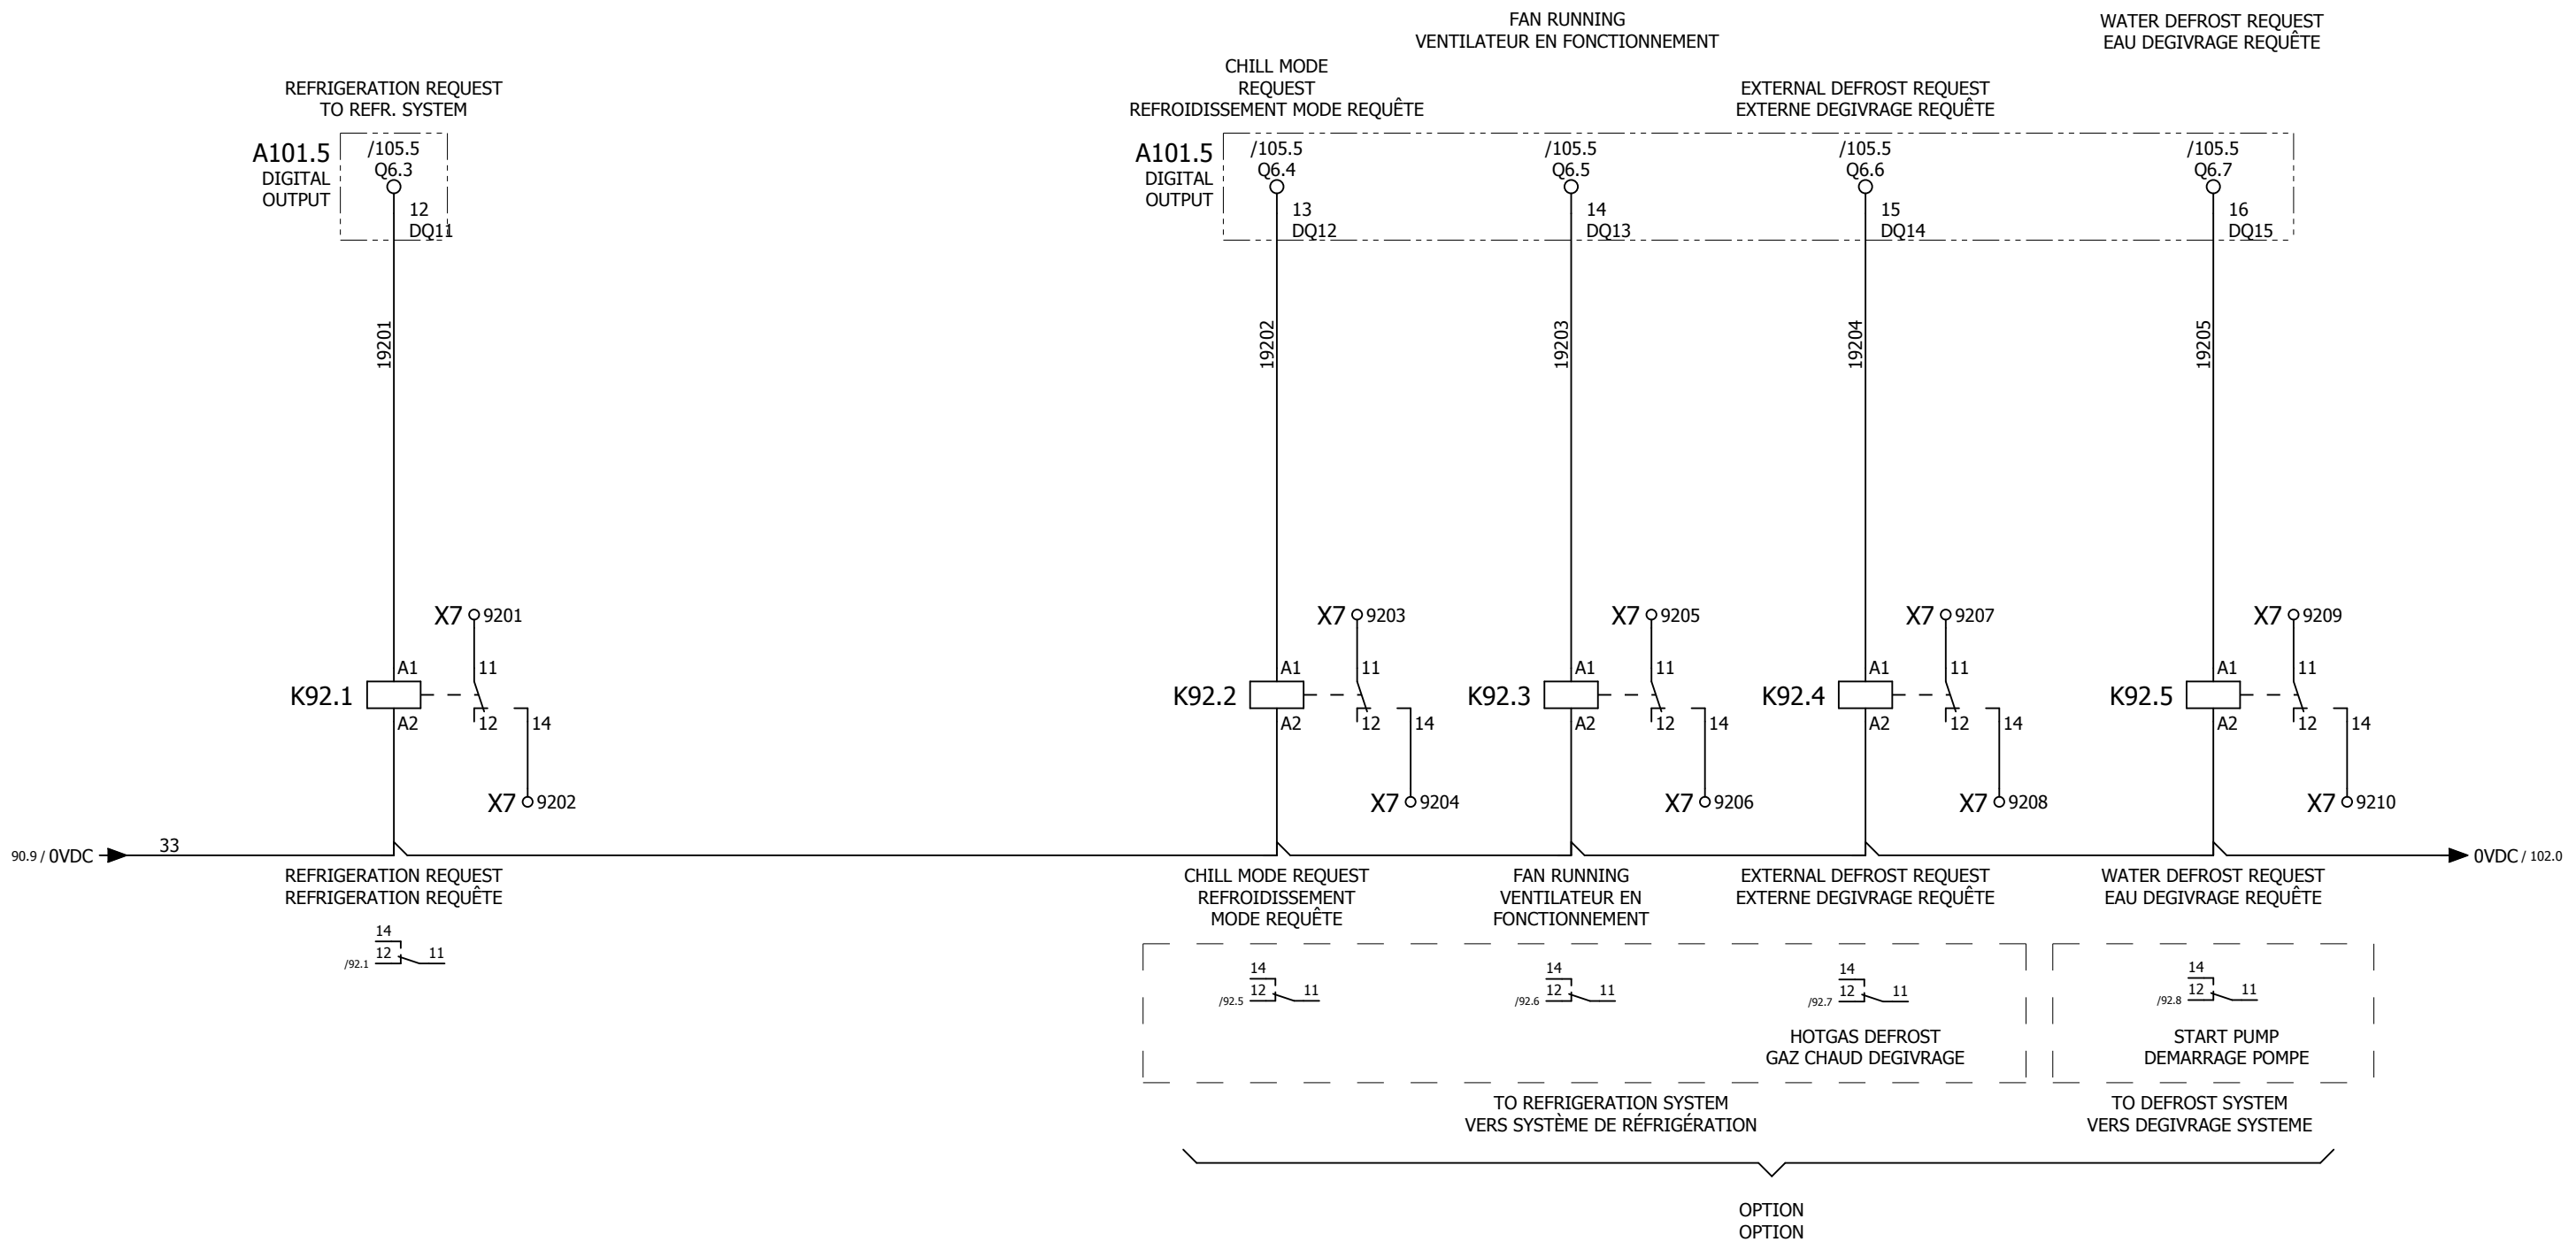 FAN RUNNING
VENTILATEUR EN FONCTIONNEMENT
WATER DEFROST REQUEST
EAU DEGIVRAGE REQUÊTE
CHILL MODE
REQUEST
REFROIDISSEMENT MODE REQUÊTE
REFRIGERATION REQUEST
TO REFR. SYSTEM
EXTERNAL DEFROST REQUEST
EXTERNE DEGIVRAGE REQUÊTE
A101.5
DIGITAL
OUTPUT
/105.5
Q6.3
12
DQ11
A101.5
DIGITAL
OUTPUT
/105.5
Q6.4
13
DQ12
/105.5
Q6.5
14
DQ13
/105.5
Q6.6
15
DQ14
/105.5
Q6.7
16
DQ15
19201
19202
19203
19204
19205
X7 9201
X7 9203
X7 9205
X7 9207
X7 9209
K92.1
A1
A2
11
12
14
K92.2
A1
A2
11
12
14
K92.3
A1
A2
11
12
14
K92.4
A1
A2
11
12
14
K92.5
A1
A2
11
12
14
X7 9202
X7 9204
X7 9206
X7 9208
X7 9210
90.9 / 0VDC
33
0VDC / 102.0
REFRIGERATION REQUEST
REFRIGERATION REQUÊTE
CHILL MODE REQUEST
REFROIDISSEMENT
MODE REQUÊTE
FAN RUNNING
VENTILATEUR EN
FONCTIONNEMENT
EXTERNAL DEFROST REQUEST
EXTERNE DEGIVRAGE REQUÊTE
WATER DEFROST REQUEST
EAU DEGIVRAGE REQUÊTE
14
/92.1 12 11
14
/92.5 12 11
14
/92.6 12 11
14
/92.7 12 11
14
/92.8 12 11
HOTGAS DEFROST
GAZ CHAUD DEGIVRAGE
START PUMP
DEMARRAGE POMPE
TO REFRIGERATION SYSTEM
VERS SYSTÈME DE RÉFRIGÉRATION
TO DEFROST SYSTEM
VERS DEGIVRAGE SYSTEME
OPTION
OPTION